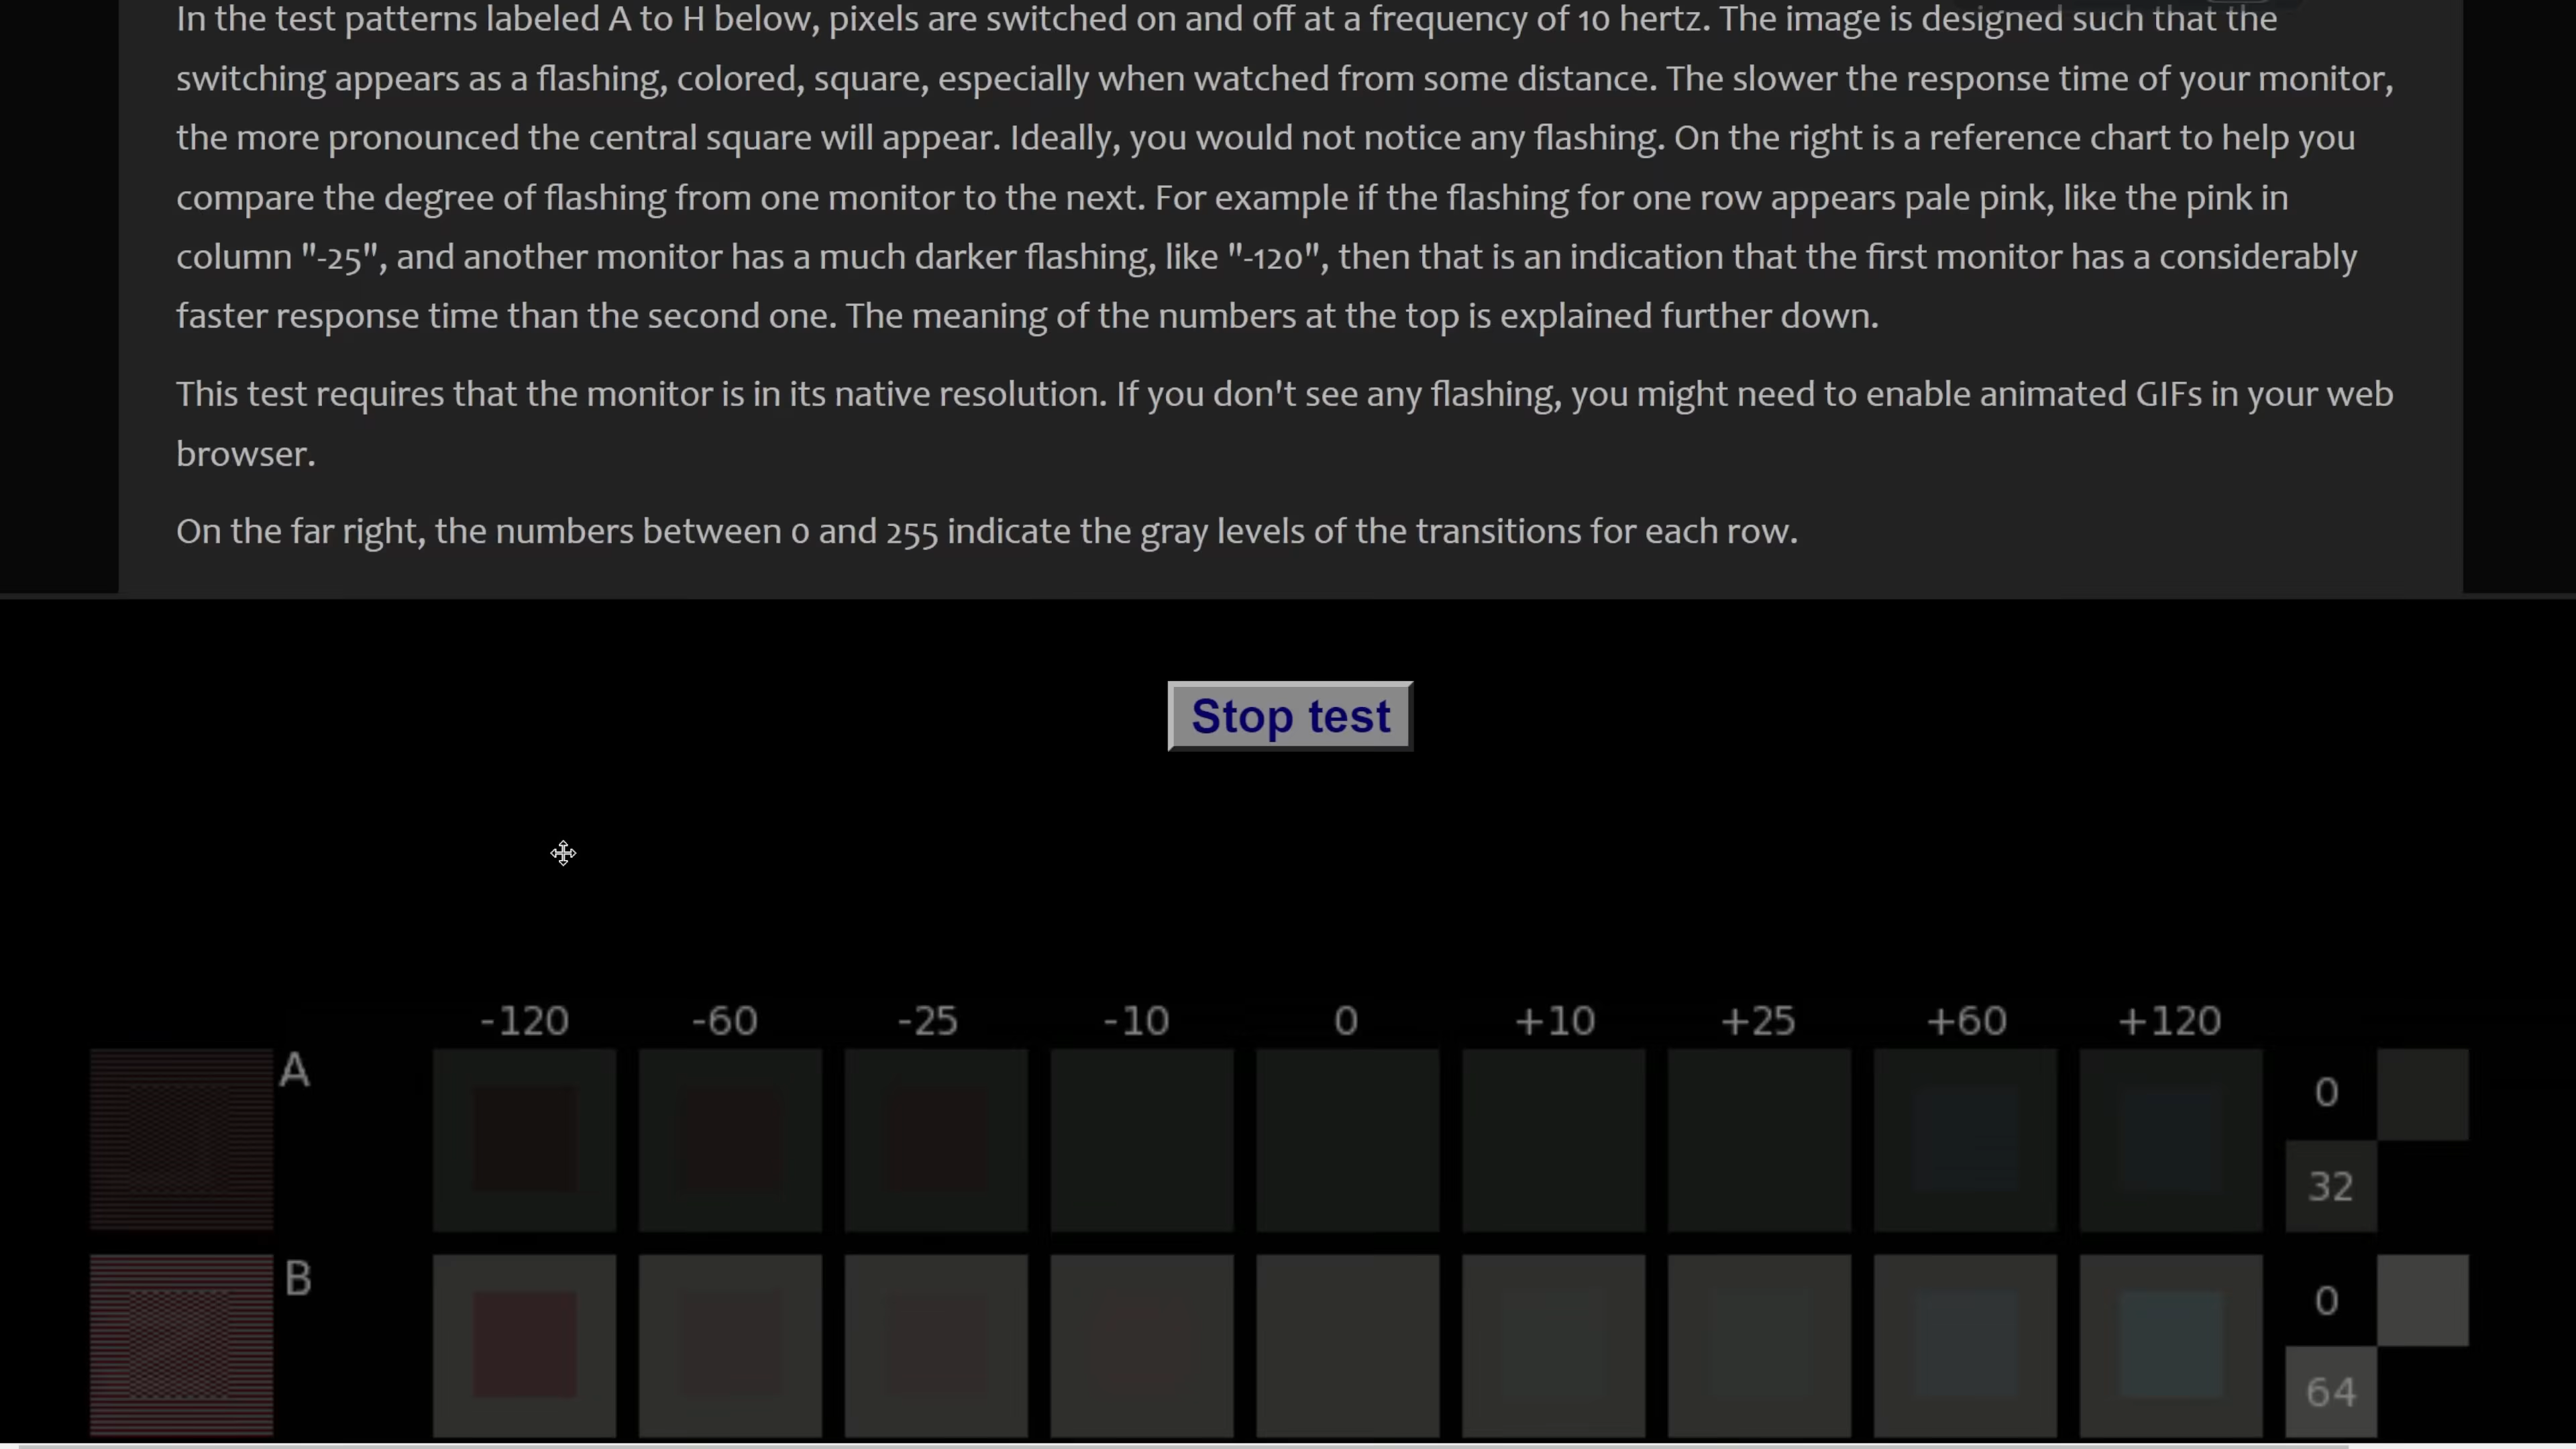 In the test patterns labeled A to H below, pixels are switched on and off at a frequency of 10 hertz. The image is designed such that the
switching appears as a flashing, colored, square, especially when watched from some distance. The slower the response time of your monitor,
the more pronounced the central square will appear. Ideally, you would not notice any flashing. On the right is a reference chart to help you
compare the degree of flashing from one monitor to the next. For example if the flashing for one row appears pale pink, like the pink in
column "-25", and another monitor has a much darker flashing, like "-120", then that is an indication that the first monitor has a considerably
faster response time than the second one. The meaning of the numbers at the top is explained further down.
This test requires that the monitor is in its native resolution. If you don't see any flashing, you might need to enable animated GIFs in your web
browser.
On the far right, the numbers between 0 and 255 indicate the gray levels of the transitions for each row.
Stop test
-120 -60 -25 -10 0 +10 +25 +60 +120
A 0
32
B 0
64